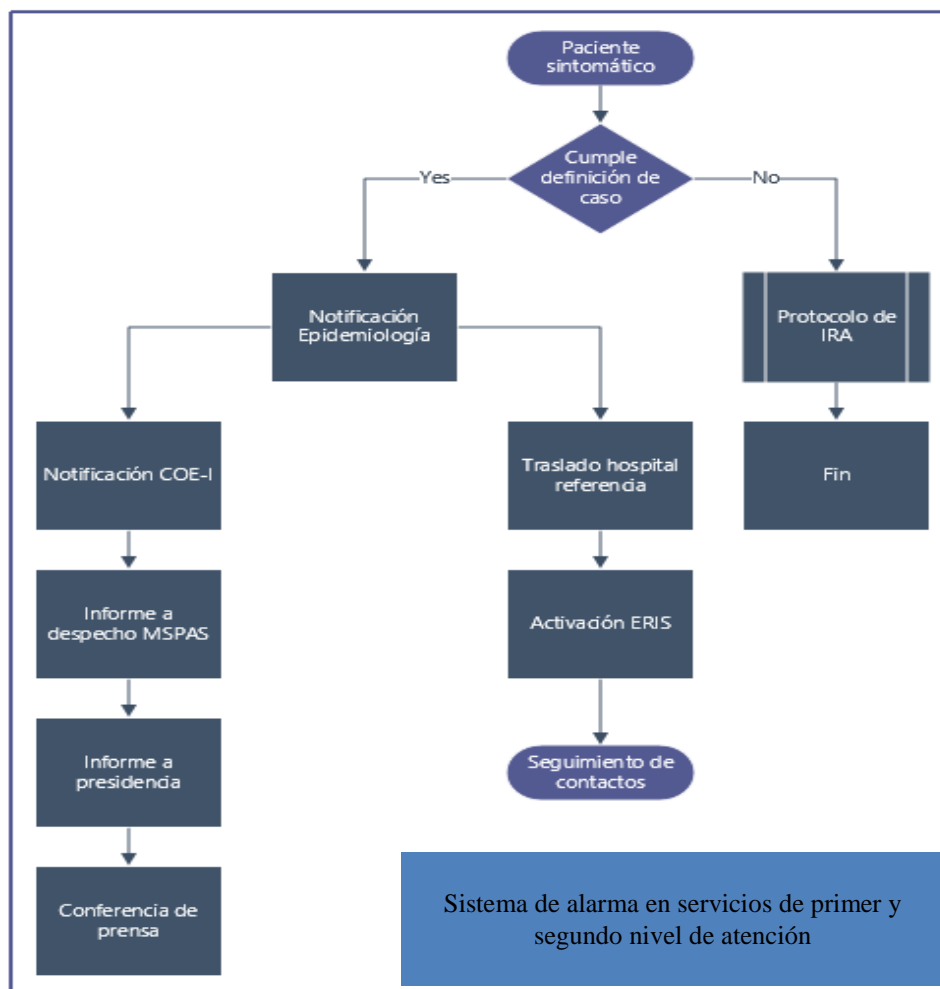 Paciente
sintomático
Cumple
definición de
caso
Yes
No
Notificación
Epidemiología
Protocolo de
IRA
Notificación COE-I
Traslado hospital
referencia
Fin
Informe a
despecho MSPAS
Activación ERIS
Informe a
presidencia
Seguimiento de
contactos
Conferencia de
prensa
Sistema de alarma en servicios de primer y
segundo nivel de atención